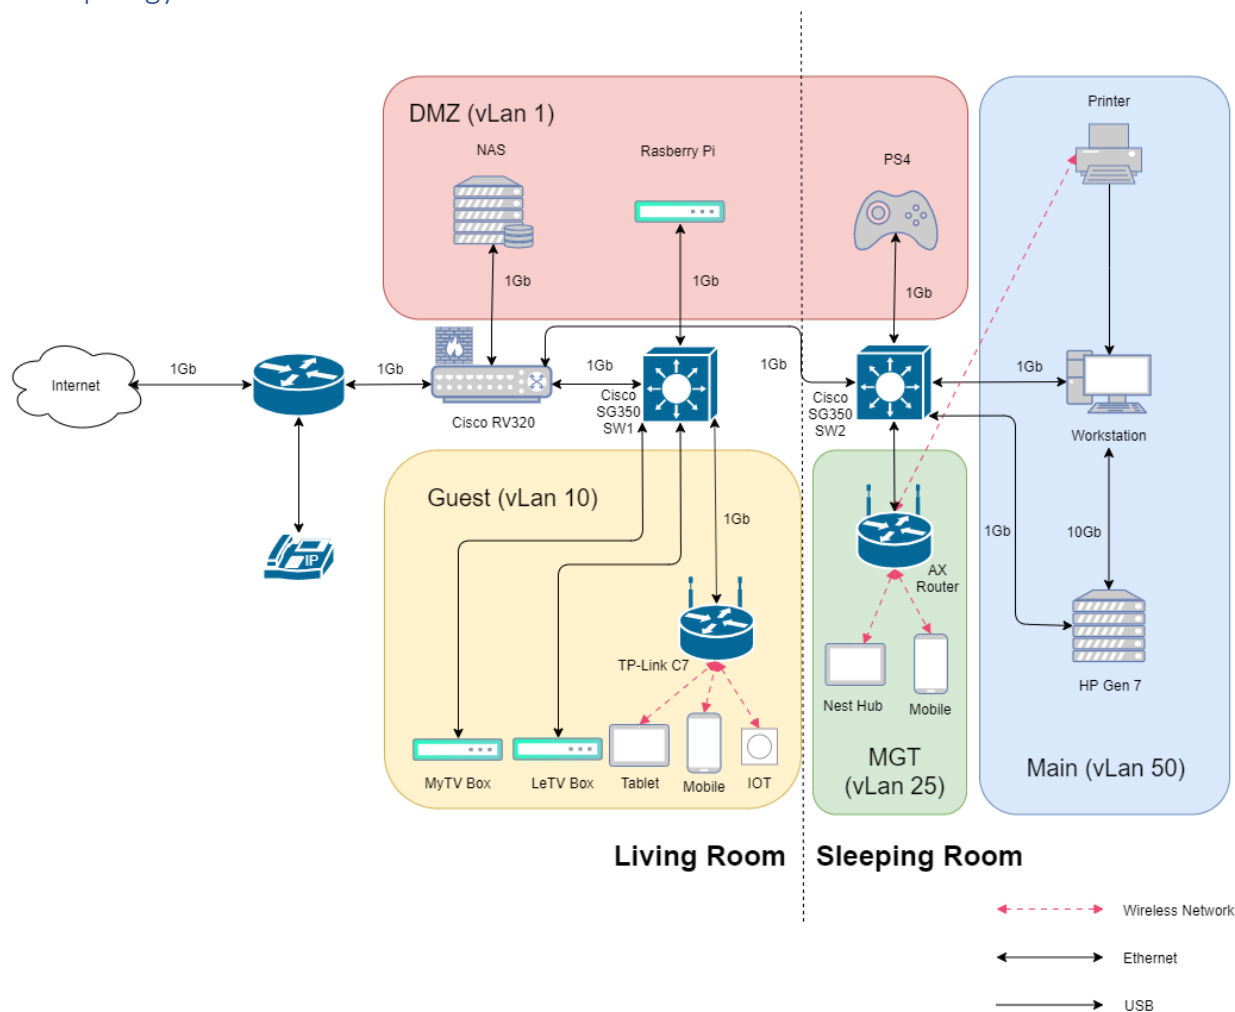 DMZ (vLan 1)
NAS
Rasberry Pi
PS4
Printer
1Gb
1Gb
1Gb
Internet
1Gb
1Gb
1Gb
1Gb
1Gb
Cisco RV320
Cisco
SG350
SW1
Cisco
SG350
SW2
Workstation
Guest (vLan 10)
1Gb
1Gb
10Gb
IP
AX
Router
TP-Link C7
HP Gen 7
Nest Hub
Mobile
MyTV Box
LeTV Box
Tablet
Mobile
IOT
MGT
(vLan 25)
Main (vLan 50)
Living Room
Sleeping Room
Wireless Network
Ethernet
USB